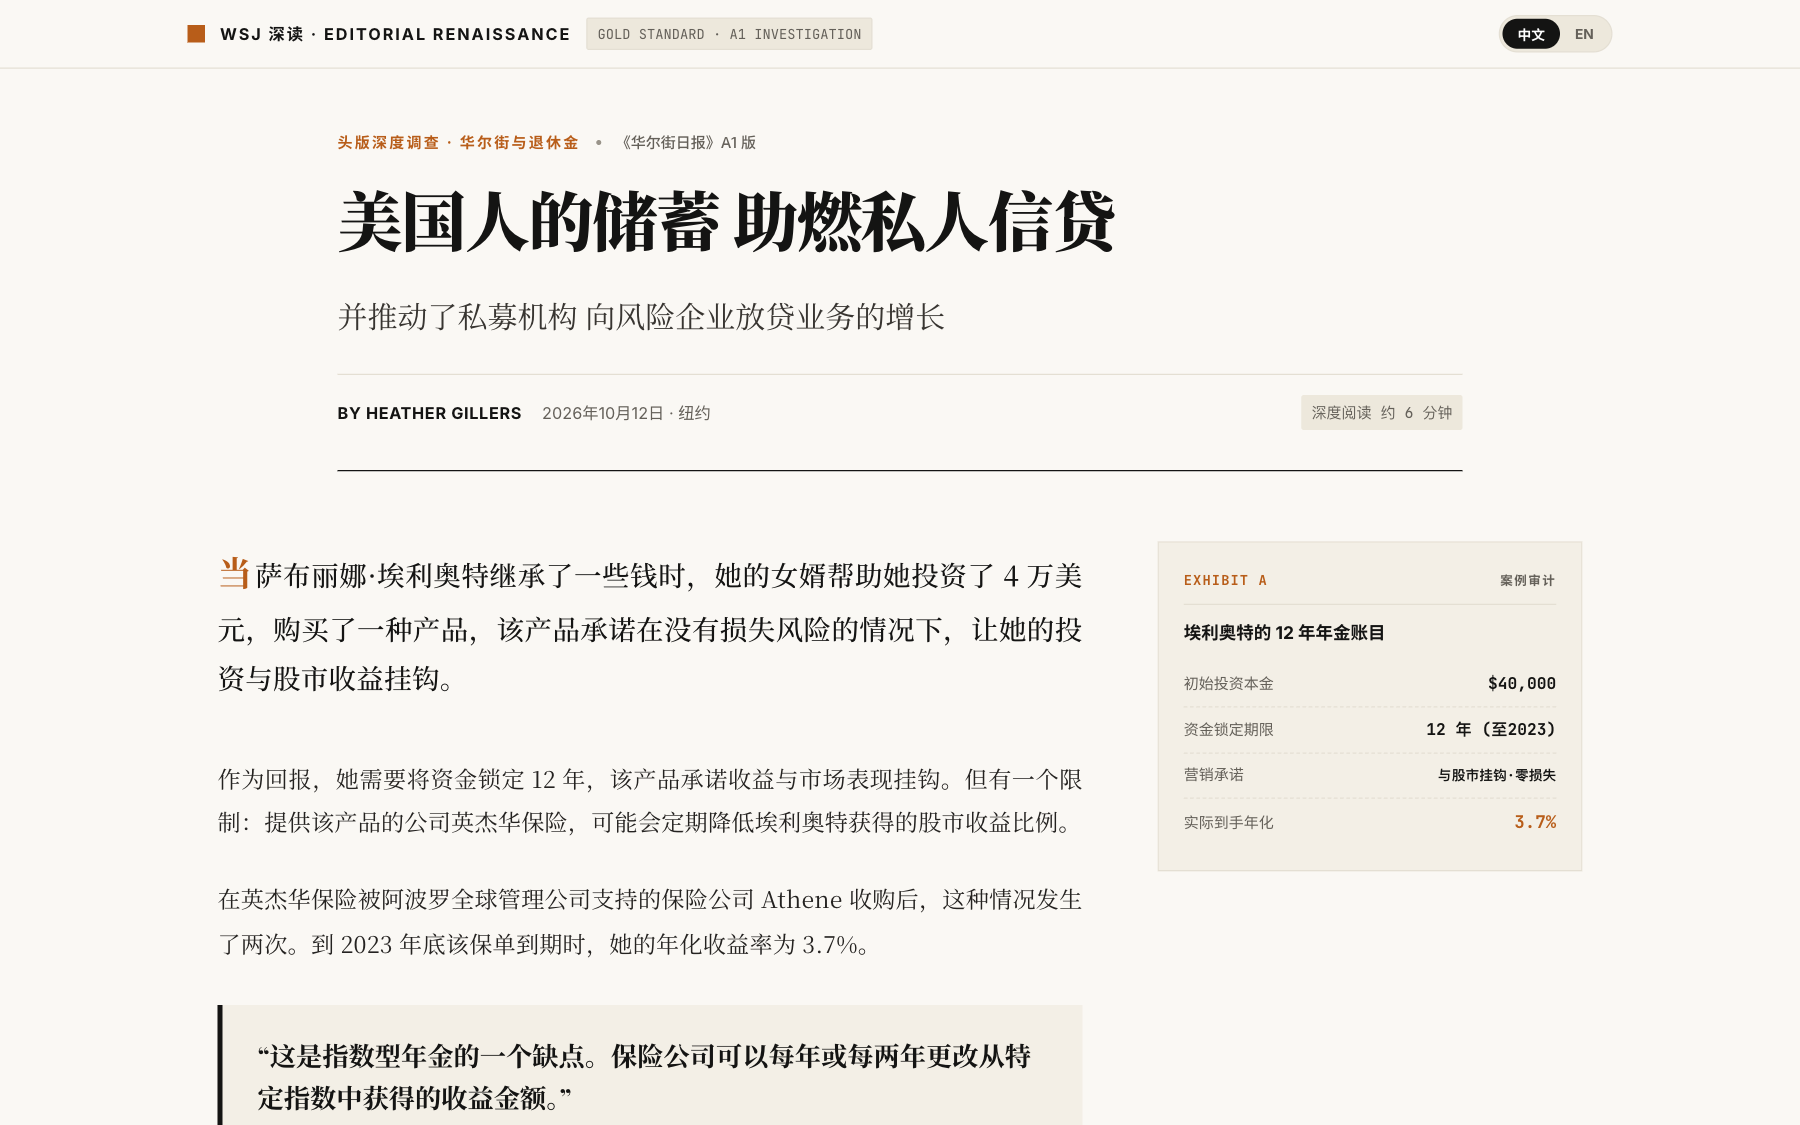 WSJ 深读 · EDITORIAL RENAISSANCE
GOLD STANDARD · A1 INVESTIGATION
中文 EN
头版深度调查 · 华尔街与退休金 • 《华尔街日报》A1 版
美国人的储蓄 助燃私人信贷
并推动了私募机构 向风险企业放贷业务的增长
BY HEATHER GILLERS 2026年10月12日 · 纽约
深度阅读 约 6 分钟
当萨布丽娜·埃利奥特继承了一些钱时，她的女婿帮助她投资了 4 万美
元，购买了一种产品，该产品承诺在没有损失风险的情况下，让她的投
资与股市收益挂钩。
作为回报，她需要将资金锁定 12 年，该产品承诺收益与市场表现挂钩。但有一个限
制：提供该产品的公司英杰华保险，可能会定期降低埃利奥特获得的股市收益比例。
在英杰华保险被阿波罗全球管理公司支持的保险公司 Athene 收购后，这种情况发生
了两次。到 2023 年底该保单到期时，她的年化收益率为 3.7%。
“这是指数型年金的一个缺点。保险公司可以每年或每两年更改从特
定指数中获得的收益金额。”
EXHIBIT A 案例审计
埃利奥特的 12 年年金账目
初始投资本金 $40,000
资金锁定期限 12 年 (至2023)
营销承诺 与股市挂钩·零损失
实际到手年化 3.7%